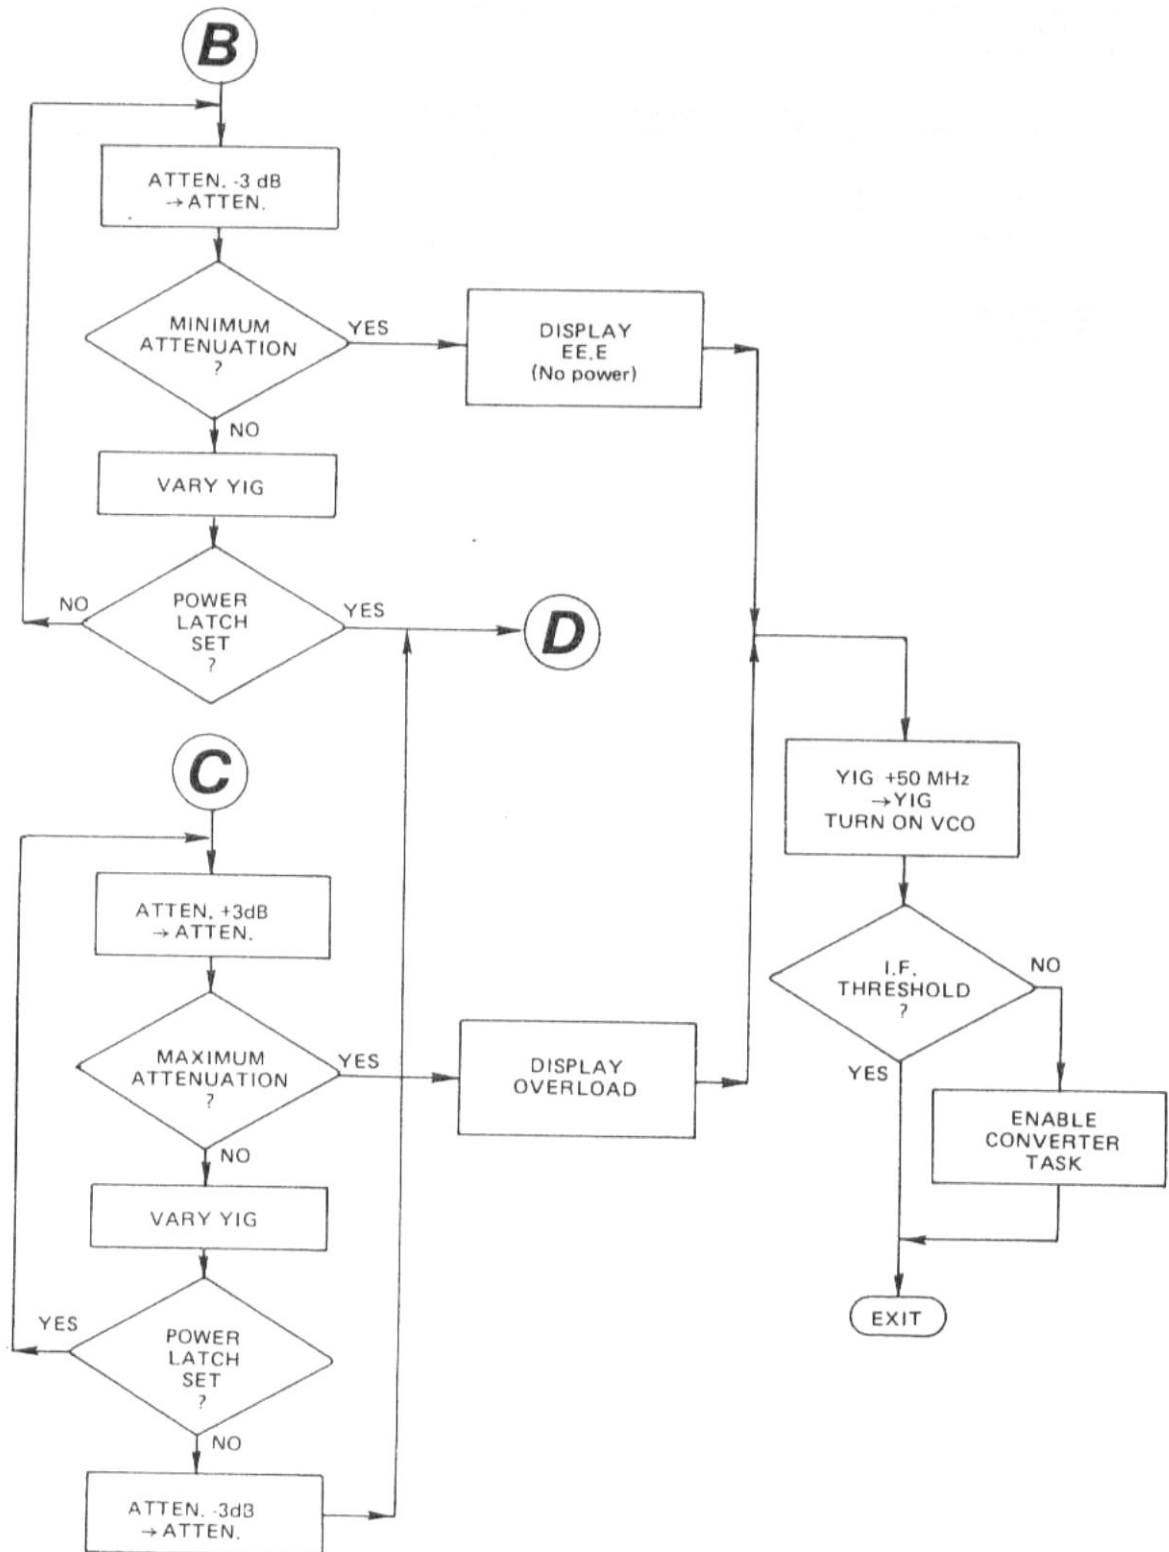 B
ATTEN. -3 dB
→ATTEN.
MINIMUM
ATTENUATION
?
YES
DISPLAY
EE.E
(No power)
NO
VARY YIG
NO
POWER
LATCH
SET
?
YES
D
C
YIG +50 MHz
→YIG
TURN ON VCO
ATTEN. +3dB
→ATTEN.
I.F.
THRESHOLD
?
NO
YES
MAXIMUM
ATTENUATION
?
YES
DISPLAY
OVERLOAD
ENABLE
CONVERTER
TASK
NO
VARY YIG
YES
POWER
LATCH
SET
?
EXIT
NO
ATTEN. -3dB
→ATTEN.